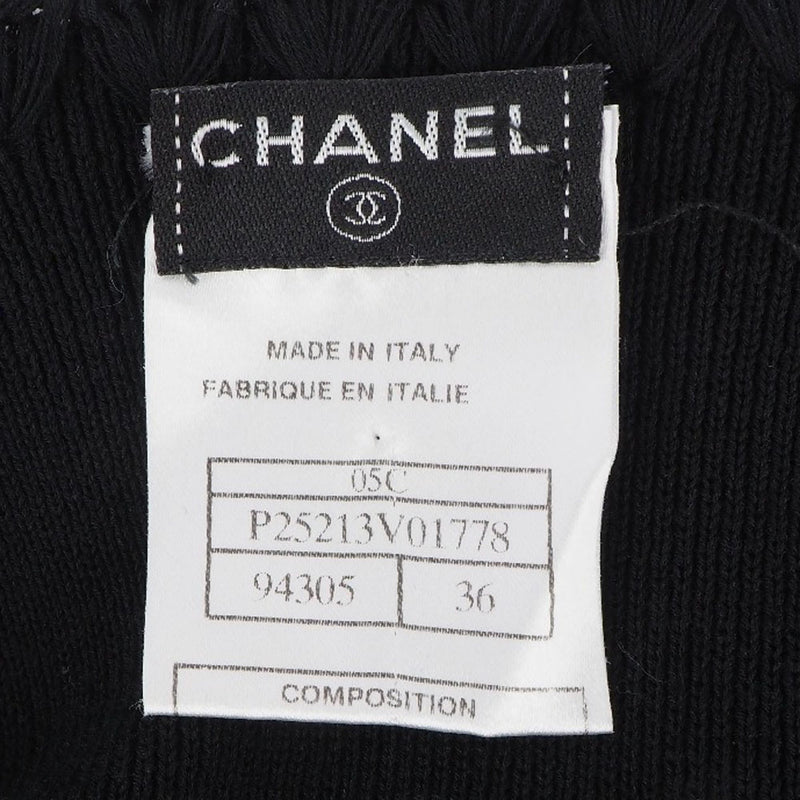 CHANEL
MADE IN ITALY
FABRIQUE EN ITALIE
05C
P25213V01778
94305 36
COMPOSITION